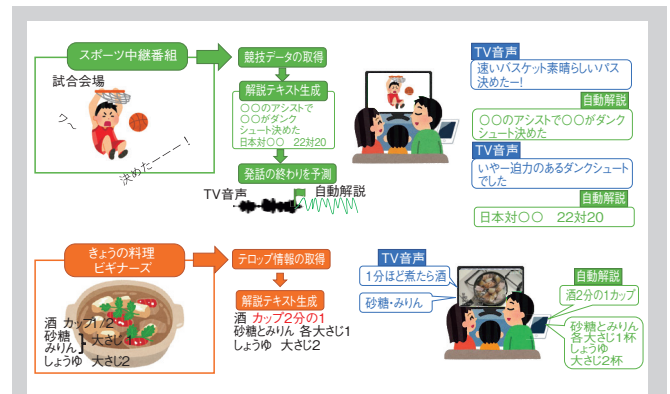 スポーツ中継番組
試合会場
ワ～
決めたーーー！
競技データの取得
解説テキスト生成
〇〇のアシストで
〇〇がダンク
シュート決めた
日本対〇〇 22対20
発話の終わりを予測
TV音声
自動解説
TV音声
速いパスケット素晴らしいパス
決めたー！
自動解説
〇〇のアシストで〇〇がダンク
シュート決めた
TV音声
いやー迫力のあるダンクシュート
でした
自動解説
日本対〇〇 22対20
きょうの料理
ビギナーズ
酒 カップ1/2
砂糖
みりん
} 大さじ1
しょうゆ 大さじ2
テロップ情報の取得
解説テキスト生成
酒 カップ2分の1
砂糖とみりん 各大さじ1
しょうゆ 大さじ2
TV音声
1分ほど煮たら酒
砂糖・みりん
自動解説
酒2分の1カップ
砂糖とみりん
各大さじ1杯
しょうゆ
大さじ2杯